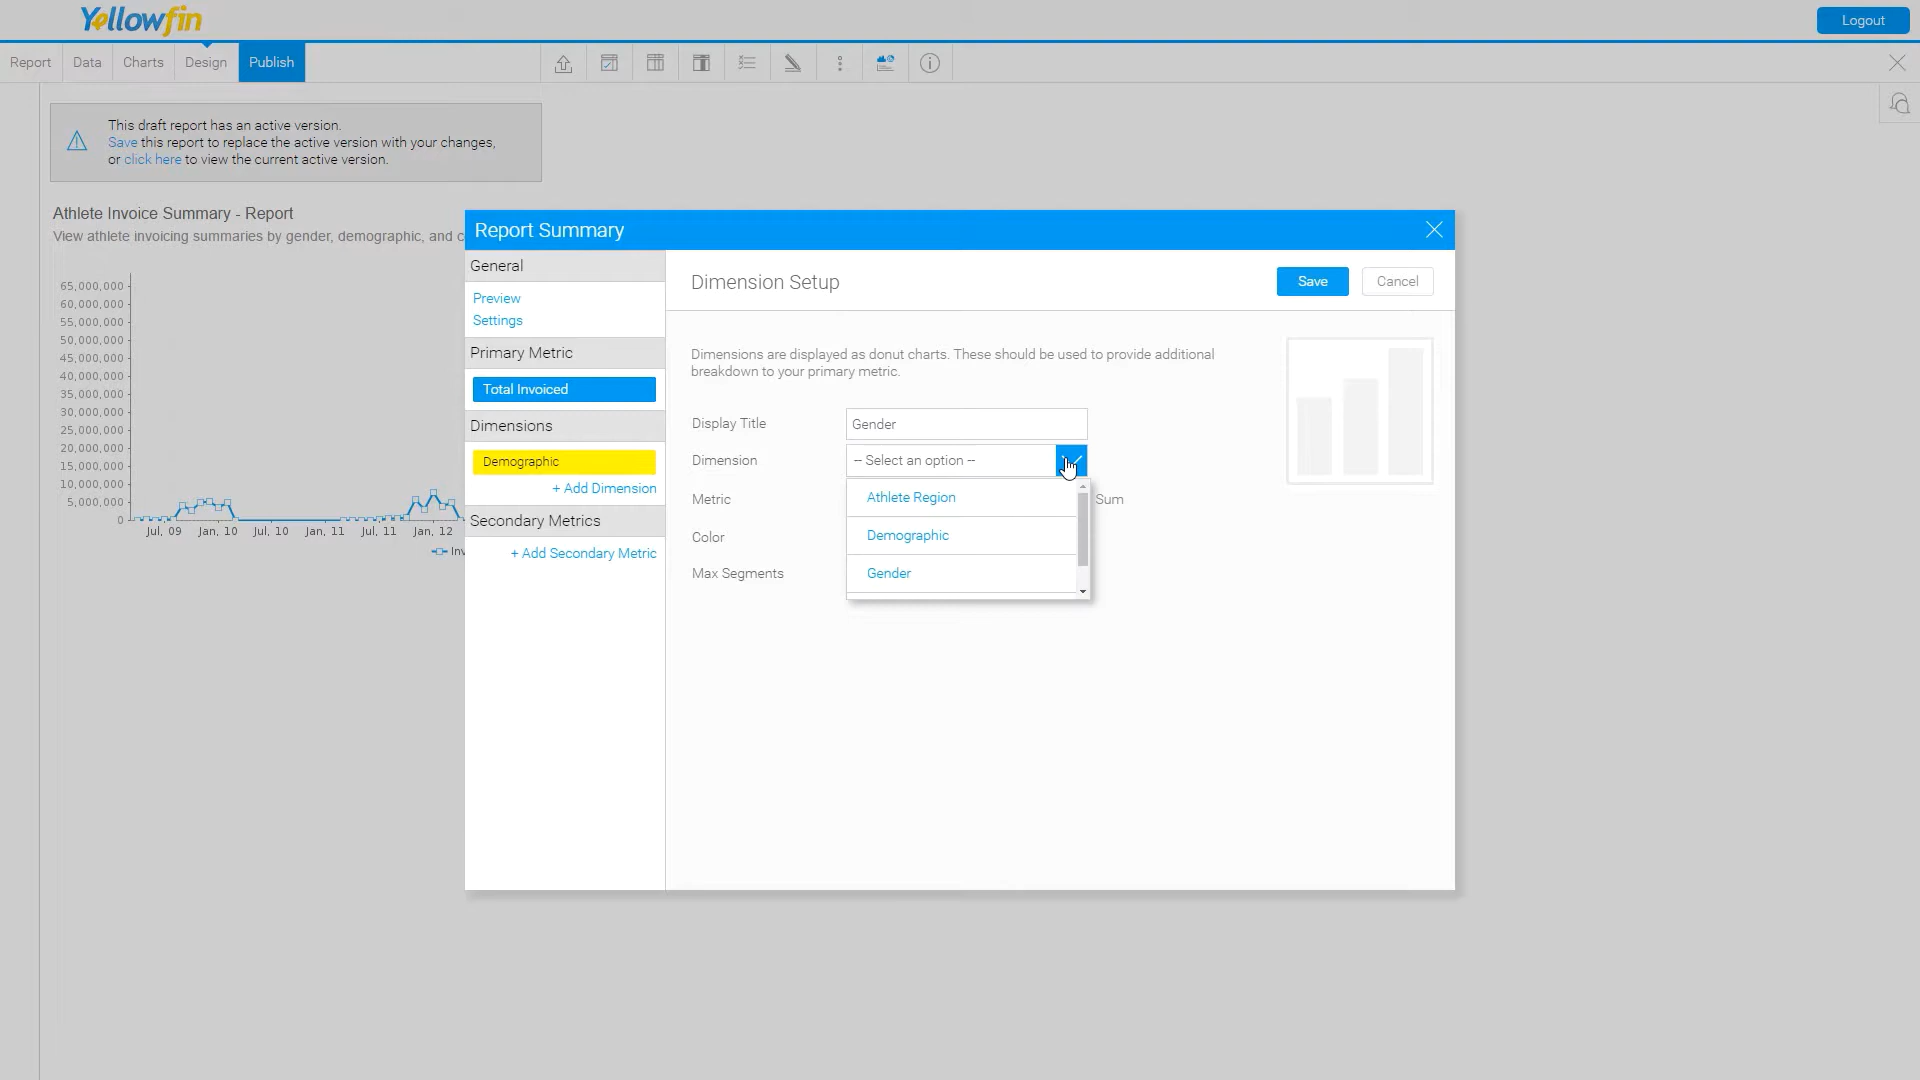 Yellowfin
Logout
Report
Data
Charts
Design
Publish
This draft report has an active version.
Save this report to replace the active version with your changes,
or click here to view the current active version.
Athlete Invoice Summary - Report
View athlete invoicing summaries by gender, demographic, and c
65,000,000
60,000,000
55,000,000
50,000,000
45,000,000
40,000,000
35,000,000
30,000,000
25,000,000
20,000,000
15,000,000
10,000,000
5,000,000
0
Jul, 09 Jan, 10 Jul, 10 Jan, 11 Jul, 11 Jan, 12
Inv
Report Summary
General
Preview
Settings
Primary Metric
Total Invoiced
Dimensions
Demographic
+ Add Dimension
Secondary Metrics
+ Add Secondary Metric
Dimension Setup
Save
Cancel
Dimensions are displayed as donut charts. These should be used to provide additional
breakdown to your primary metric.
Display Title
Gender
Dimension
-- Select an option --
Athlete Region
Demographic
Gender
Metric
Sum
Color
Max Segments